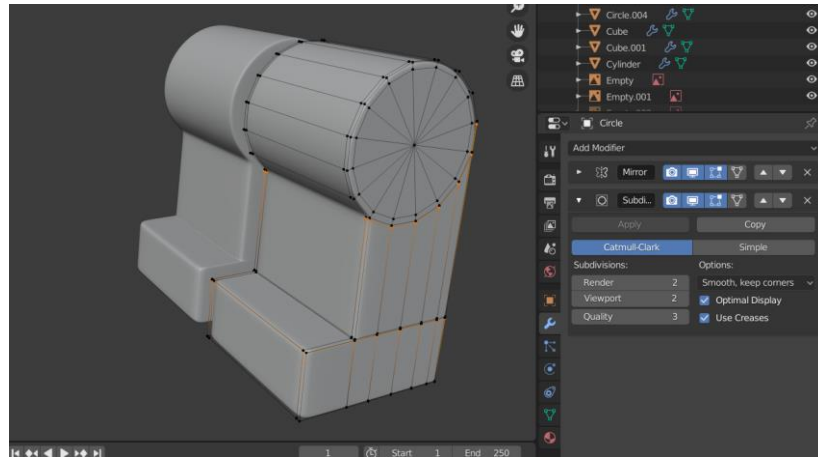 Circle.004
Cube
Cube.001
Cylinder
Empty
Empty.001
Circle
Add Modifier
Mirror
Subdi...
Apply Copy
Catmull-Clark Simple
Subdivisions: Options:
Render 2 Smooth, keep corners
Viewport 2 Optimal Display
Quality 3 Use Creases
1 Start 1 End 250